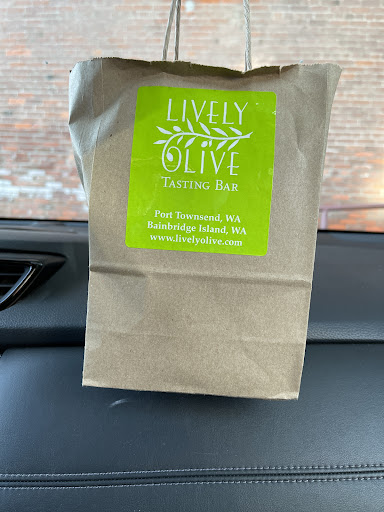 LIVELY
OLIVE
TASTING BAR
Port Townsend, WA
Bainbridge Island, WA
www.livelyolive.com